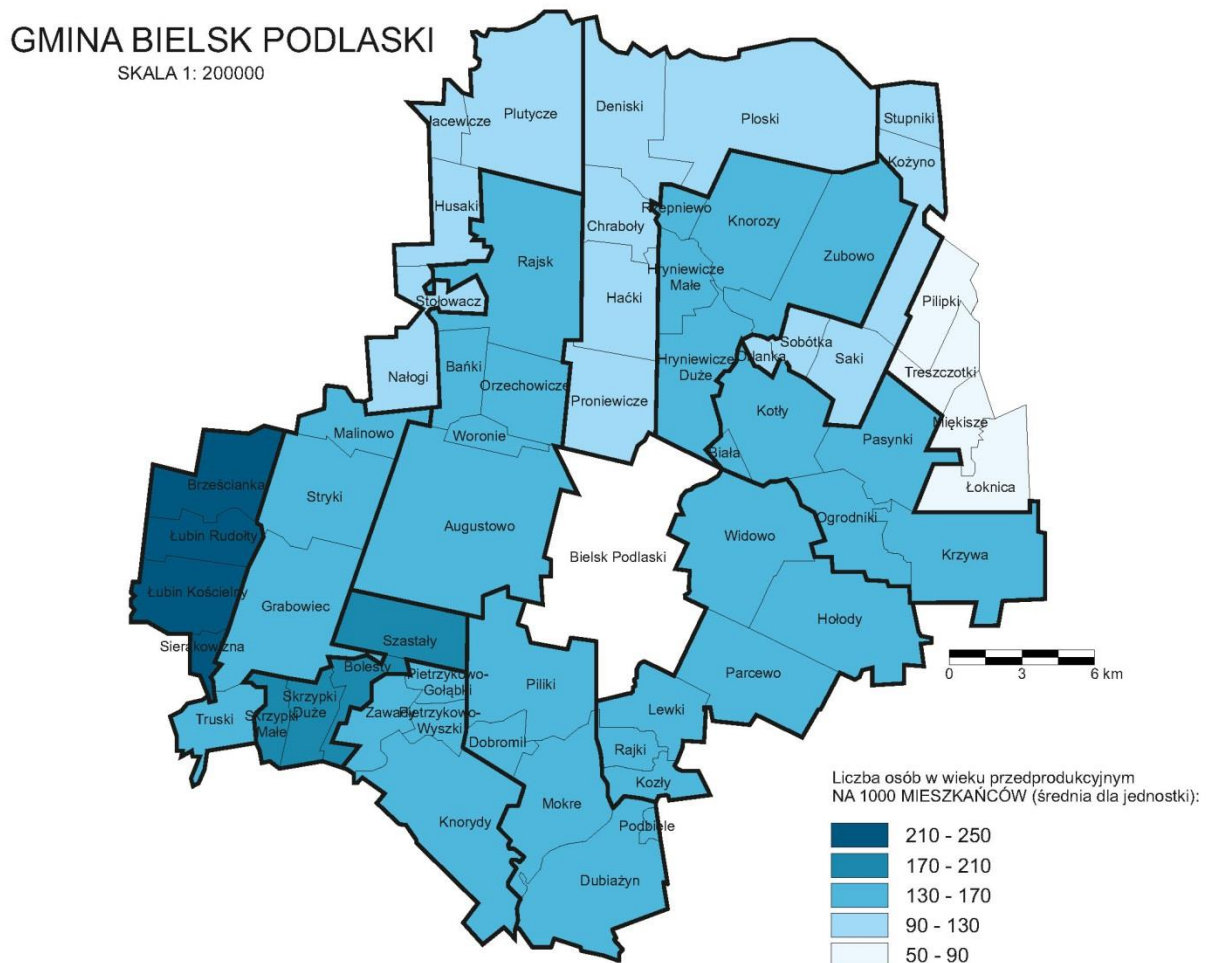 GMINA BIELSK PODLASKI
SKALA 1: 200000
Jacewicze
Plutycze
Deniski
Ploski
Stupniki
Kożyno
Husaki
Chraboły
Rzepniewo
Knorozy
Zubowo
Rajsk
Hryniewicze
Małe
Haćki
Pilipki
Stołowacz
Sobótka
Saki
Orlanka
Nałogi
Bańki
Orzechowicze
Hryniewicze
Duże
Treszczotki
Proniewicze
Kotły
Malinowo
Woronie
Biała
Pasynki
Miękisze
Brześcianka
Stryki
Łoknica
Augustowo
Ogrodniki
Łubin Rudołty
Widowo
Bielsk Podlaski
Krzywa
Łubin Kościelny
Grabowiec
Hołody
Sierakowizna
Szastały
Bolesty
Pietrzykowo-
Gołąbki
Piliki
Parcewo
0 3 6 km
Skrzypki
Duże
Truski
Skrzypki
Małe
Zawady
Pietrzykowo-
Wyszki
Lewki
Dobromil
Rajki
Kozły
Mokre
Knorydy
Podbiele
Dubiażyn
Liczba osób w wieku przedprodukcyjnym
NA 1000 MIESZKAŃCÓW (średnia dla jednostki):
210 - 250
170 - 210
130 - 170
90 - 130
50 - 90